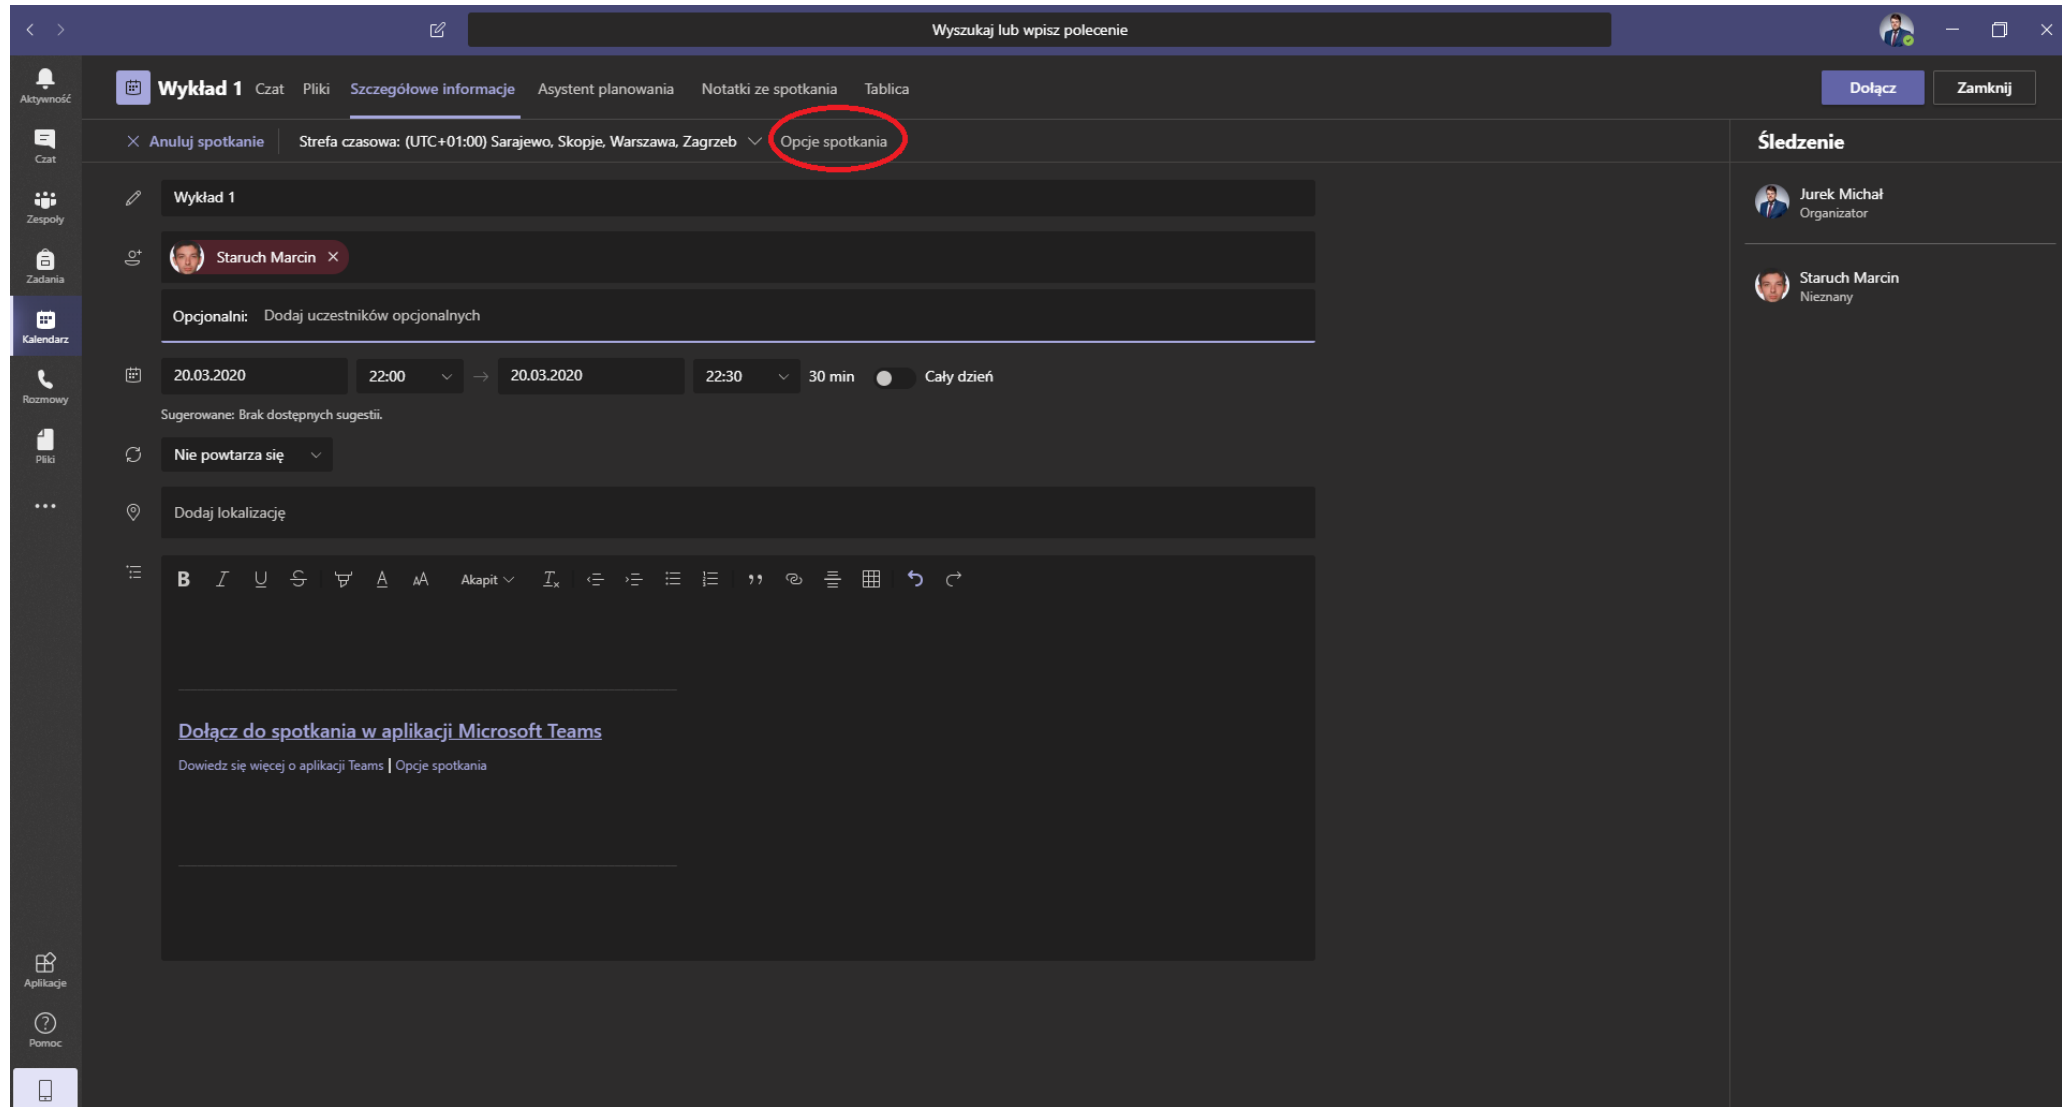 Wyszukaj lub wpisz polecenie
Aktywność
Czat
Zespoły
Zadania
Kalendarz
Rozmowy
Pliki
Aplikacje
Pomoc
Wykład 1 Czat Pliki Szczegółowe informacje Asystent planowania Notatki ze spotkania Tablica
Dołącz Zamknij
Anuluj spotkanie Strefa czasowa: (UTC+01:00) Sarajewo, Skopje, Warszawa, Zagrzeb Opcje spotkania
Wykład 1
Staruch Marcin
Opcjonalni: Dodaj uczestników opcjonalnych
20.03.2020 22:00 → 20.03.2020 22:30 30 min Cały dzień
Sugerowane: Brak dostępnych sugestii.
Nie powtarza się
Dodaj lokalizację
B I U S A AA Akapit
Dołącz do spotkania w aplikacji Microsoft Teams
Dowiedz się więcej o aplikacji Teams | Opcje spotkania
Śledzenie
Jurek Michał
Organizator
Staruch Marcin
Nieznany